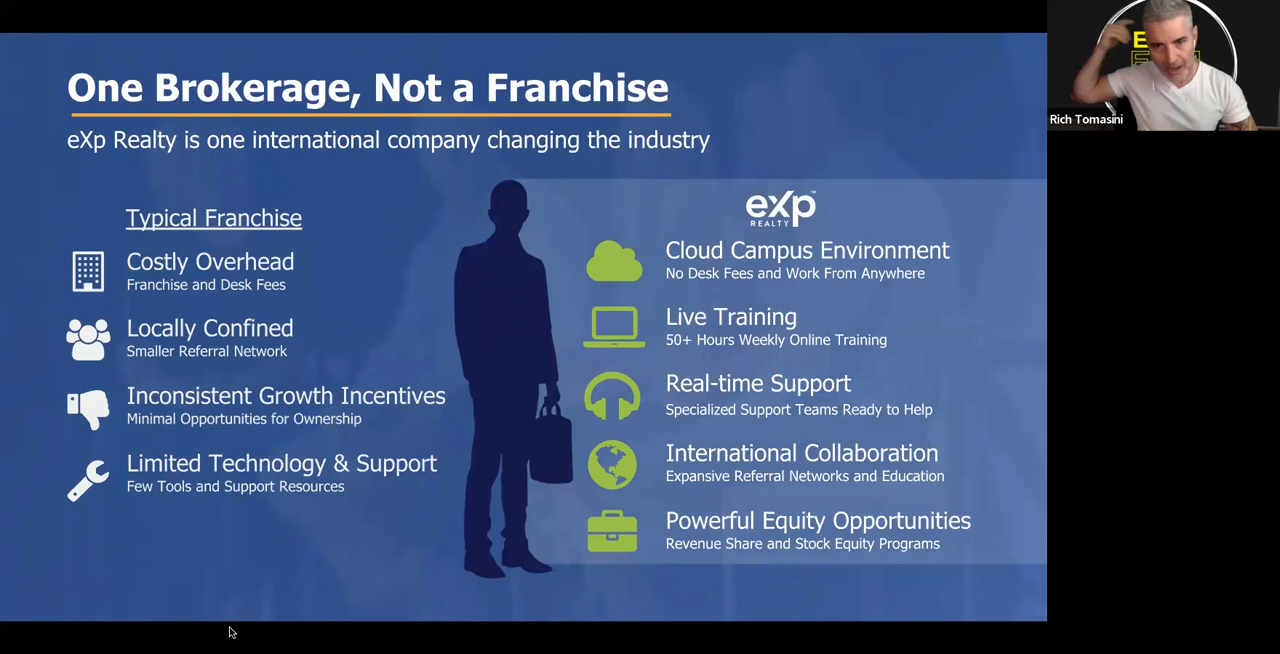 One Brokerage, Not a Franchise
eXp Realty is one international company changing the industry
Typical Franchise
Costly Overhead
Franchise and Desk Fees
Locally Confined
Smaller Referral Network
Inconsistent Growth Incentives
Minimal Opportunities for Ownership
Limited Technology & Support
Few Tools and Support Resources
eXp™
REALTY
Cloud Campus Environment
No Desk Fees and Work From Anywhere
Live Training
50+ Hours Weekly Online Training
Real-time Support
Specialized Support Teams Ready to Help
International Collaboration
Expansive Referral Networks and Education
Powerful Equity Opportunities
Revenue Share and Stock Equity Programs
Rich Tomasini